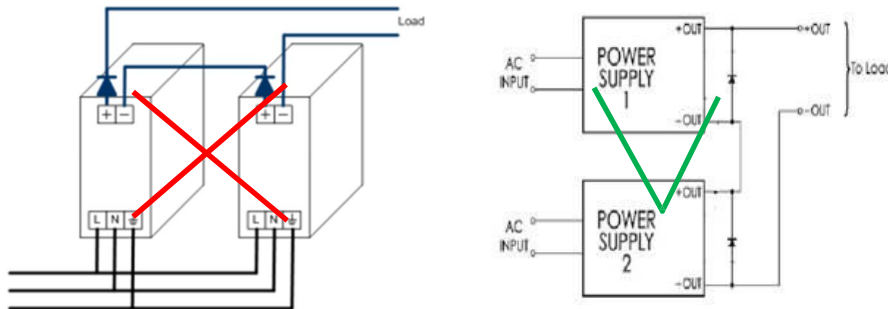 Load
+ −
+ −
L N ⏚
L N ⏚
AC
INPUT
POWER
SUPPLY
1
+OUT
−OUT
+OUT
−OUT
To Load
AC
INPUT
POWER
SUPPLY
2
+OUT
−OUT